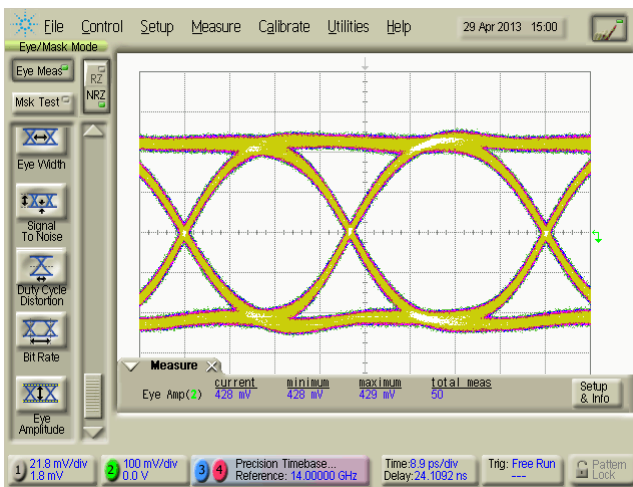 File Control Setup Measure Calibrate Utilities Help 29 Apr 2013 15:00
Eye/Mask Mode
Eye Meas
RZ
Msk Test
NRZ
Eye Width
Signal
To Noise
Duty Cycle
Distortion
Bit Rate
Eye
Amplitude
Measure
current minimum maximum total meas
Eye Amp(2) 428 mV 428 mV 429 mV 50
Setup
& Info
1 21.8 mV/div
1.8 mV
2 100 mV/div
0.0 V
3 4 Precision Timebase...
Reference: 14.00000 GHz
Time:8.9 ps/div
Delay:24.1092 ns
Trig: Free Run
---
Pattern
Lock